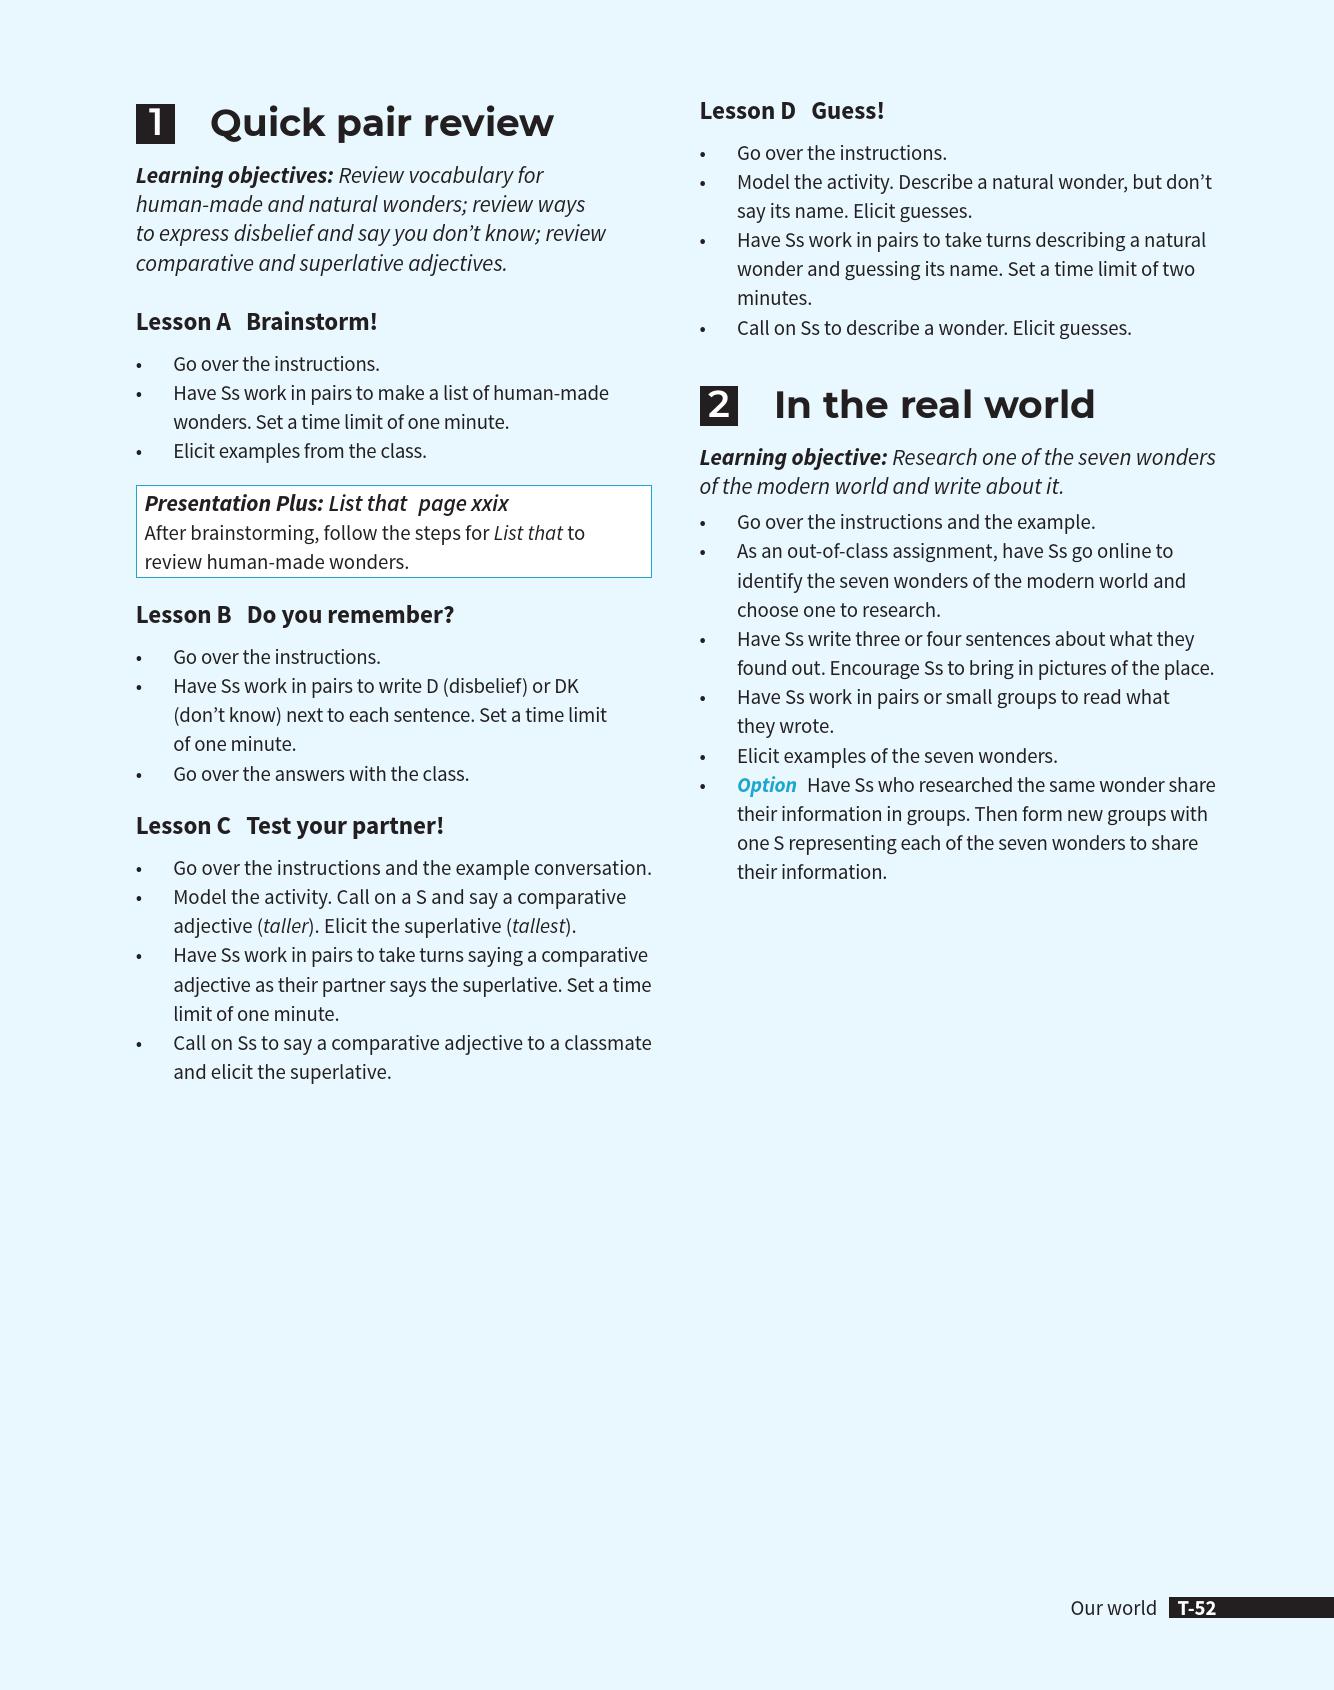 1 Quick pair review
Learning objectives: Review vocabulary for
human-made and natural wonders; review ways
to express disbelief and say you don’t know; review
comparative and superlative adjectives.
Lesson A Brainstorm!
• Go over the instructions.
• Have Ss work in pairs to make a list of human-made
wonders. Set a time limit of one minute.
• Elicit examples from the class.
Presentation Plus: List that page xxix
After brainstorming, follow the steps for List that to
review human-made wonders.
Lesson B Do you remember?
• Go over the instructions.
• Have Ss work in pairs to write D (disbelief) or DK
(don’t know) next to each sentence. Set a time limit
of one minute.
• Go over the answers with the class.
Lesson C Test your partner!
• Go over the instructions and the example conversation.
• Model the activity. Call on a S and say a comparative
adjective (taller). Elicit the superlative (tallest).
• Have Ss work in pairs to take turns saying a comparative
adjective as their partner says the superlative. Set a time
limit of one minute.
• Call on Ss to say a comparative adjective to a classmate
and elicit the superlative.
Lesson D Guess!
• Go over the instructions.
• Model the activity. Describe a natural wonder, but don’t
say its name. Elicit guesses.
• Have Ss work in pairs to take turns describing a natural
wonder and guessing its name. Set a time limit of two
minutes.
• Call on Ss to describe a wonder. Elicit guesses.
2 In the real world
Learning objective: Research one of the seven wonders
of the modern world and write about it.
• Go over the instructions and the example.
• As an out-of-class assignment, have Ss go online to
identify the seven wonders of the modern world and
choose one to research.
• Have Ss write three or four sentences about what they
found out. Encourage Ss to bring in pictures of the place.
• Have Ss work in pairs or small groups to read what
they wrote.
• Elicit examples of the seven wonders.
• Option Have Ss who researched the same wonder share
their information in groups. Then form new groups with
one S representing each of the seven wonders to share
their information.
Our world T-52